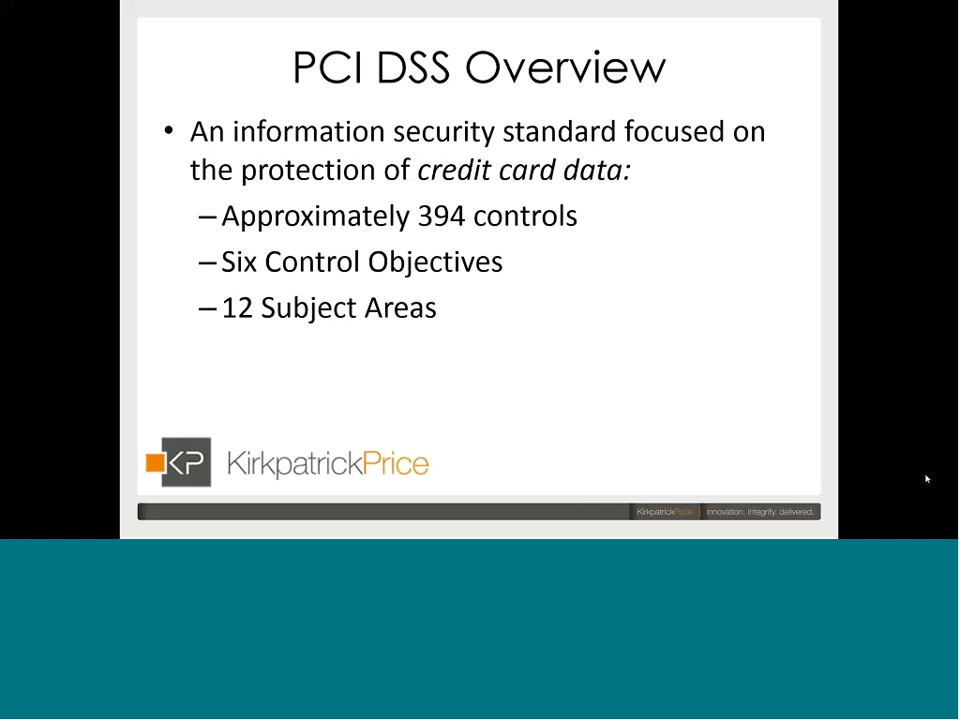 PCI DSS Overview
• An information security standard focused on
the protection of credit card data:
– Approximately 394 controls
– Six Control Objectives
– 12 Subject Areas
KP KirkpatrickPrice
KirkpatrickPrice innovation. integrity. delivered.